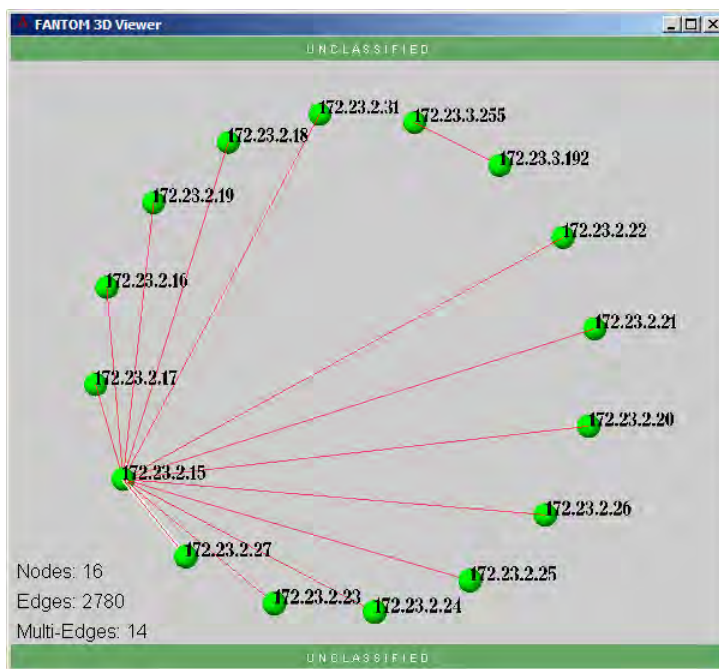 FANTOM 3D Viewer
UNCLASSIFIED
172.23.2.31
172.23.3.255
172.23.2.18
172.23.3.192
172.23.2.19
172.23.2.22
172.23.2.16
172.23.2.21
172.23.2.17
172.23.2.20
172.23.2.15
172.23.2.26
172.23.2.27
172.23.2.25
172.23.2.23
172.23.2.24
Nodes: 16
Edges: 2780
Multi-Edges: 14
UNCLASSIFIED